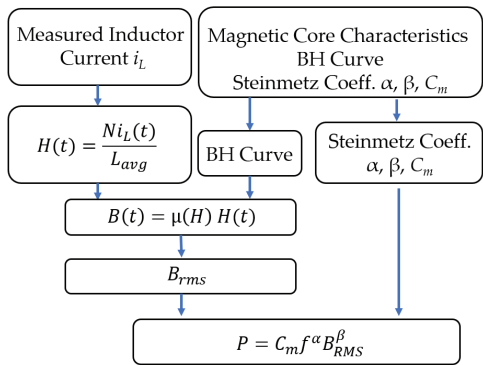 Measured Inductor
Current i_L
Magnetic Core Characteristics
BH Curve
Steinmetz Coeff. α, β, C_m
H(t) = Ni_L(t) / L_avg
BH Curve
Steinmetz Coeff.
α, β, C_m
B(t) = μ(H) H(t)
B_rms
P = C_m f^α B_RMS^β